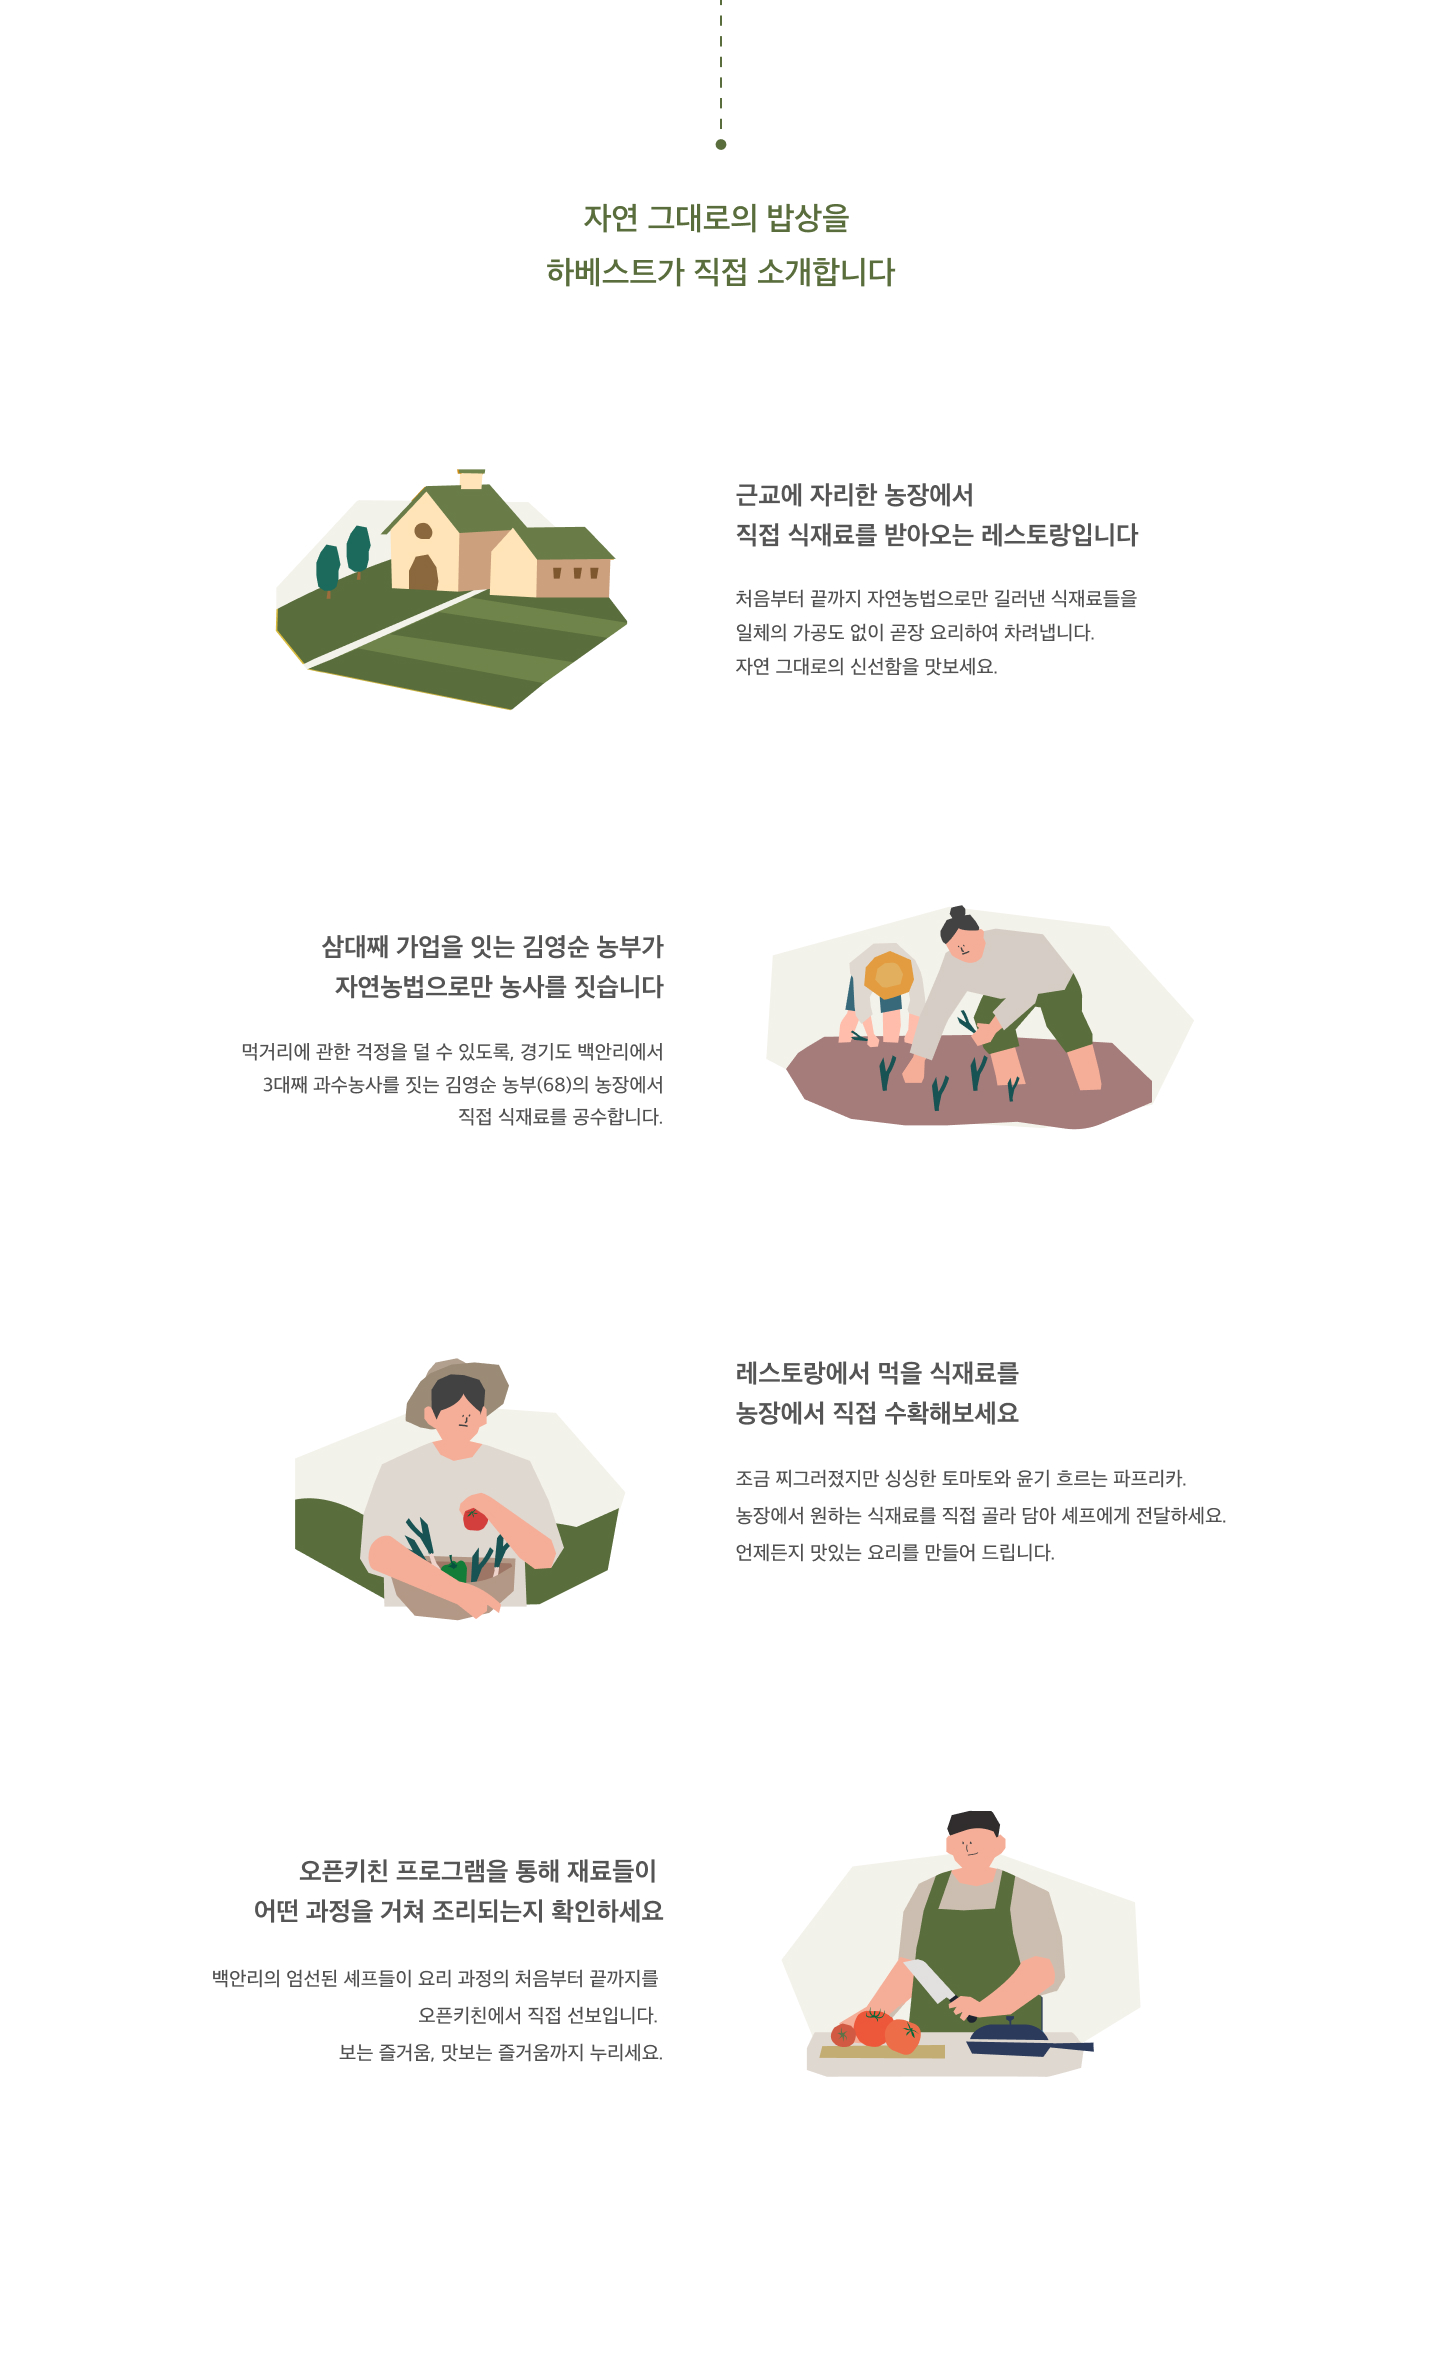 자연 그대로의 밥상을
하베스트가 직접 소개합니다
근교에 자리한 농장에서
직접 식재료를 받아오는 레스토랑입니다
처음부터 끝까지 자연농법으로만 길러낸 식재료들을
일체의 가공도 없이 곧장 요리하여 차려냅니다.
자연 그대로의 신선함을 맛보세요.
삼대째 가업을 잇는 김영순 농부가
자연농법으로만 농사를 짓습니다
먹거리에 관한 걱정을 덜 수 있도록, 경기도 백안리에서
3대째 과수농사를 짓는 김영순 농부(68)의 농장에서
직접 식재료를 공수합니다.
레스토랑에서 먹을 식재료를
농장에서 직접 수확해보세요
조금 찌그러졌지만 싱싱한 토마토와 윤기 흐르는 파프리카.
농장에서 원하는 식재료를 직접 골라 담아 셰프에게 전달하세요.
언제든지 맛있는 요리를 만들어 드립니다.
오픈키친 프로그램을 통해 재료들이
어떤 과정을 거쳐 조리되는지 확인하세요
백안리의 엄선된 셰프들이 요리 과정의 처음부터 끝까지를
오픈키친에서 직접 선보입니다.
보는 즐거움, 맛보는 즐거움까지 누리세요.